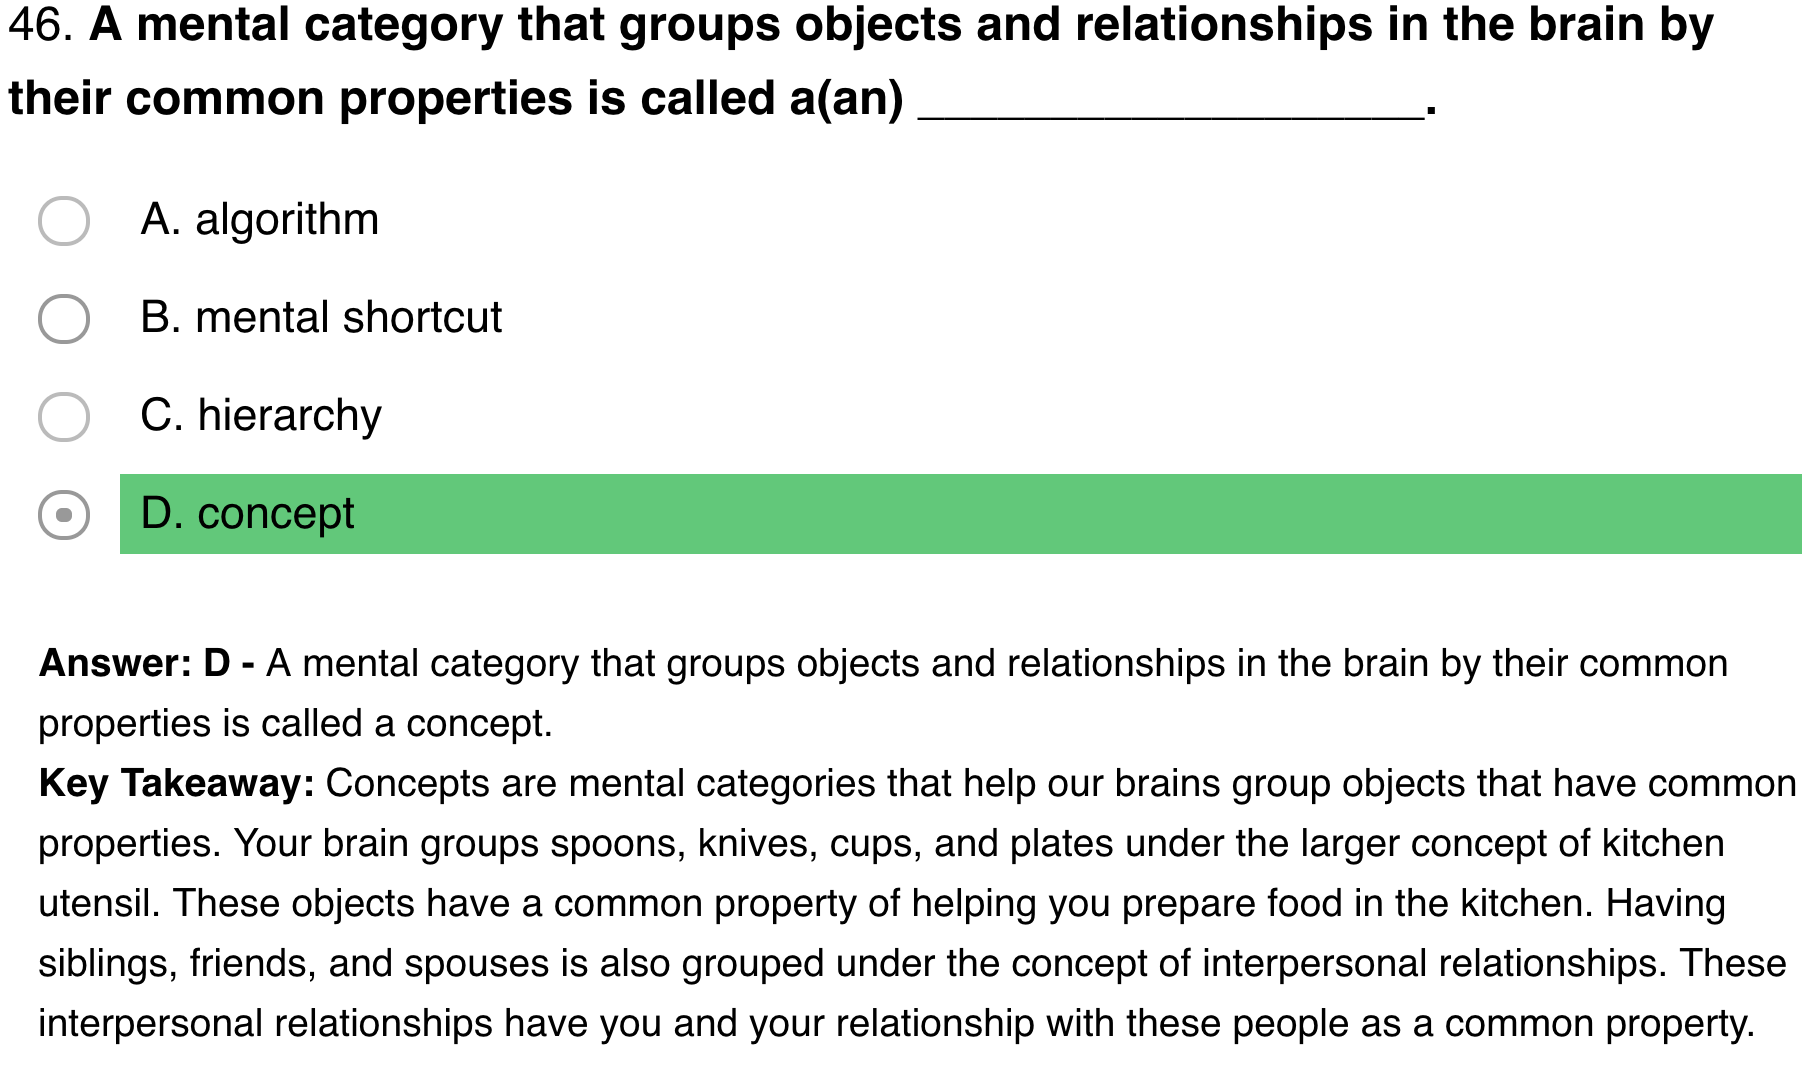 46. A mental category that groups objects and relationships in the brain by
their common properties is called a(an) ___________________.
A. algorithm
B. mental shortcut
C. hierarchy
D. concept
Answer: D - A mental category that groups objects and relationships in the brain by their common
properties is called a concept.
Key Takeaway: Concepts are mental categories that help our brains group objects that have common
properties. Your brain groups spoons, knives, cups, and plates under the larger concept of kitchen
utensil. These objects have a common property of helping you prepare food in the kitchen. Having
siblings, friends, and spouses is also grouped under the concept of interpersonal relationships. These
interpersonal relationships have you and your relationship with these people as a common property.